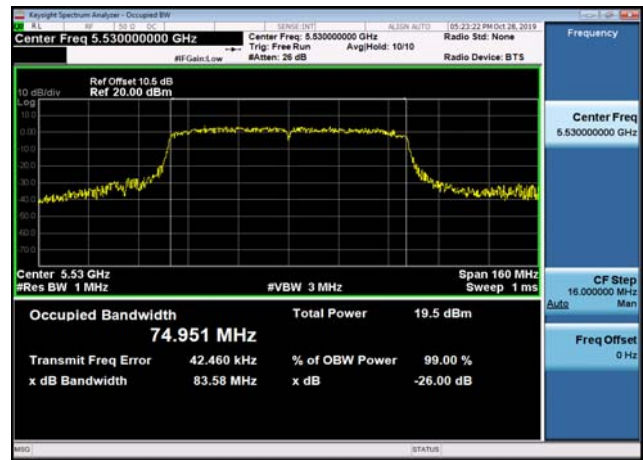 Keysight Spectrum Analyzer - Occupied BW
RL RF 50 Ω DC SENSE:INT ALIGN AUTO 05:23:22 PM Oct 28, 2019
Center Freq 5.530000000 GHz
Center Freq: 5.530000000 GHz Radio Std: None
Trig: Free Run Avg|Hold: 10/10
#IFGain:Low #Atten: 26 dB Radio Device: BTS
Frequency
Ref Offset 10.5 dB
10 dB/div Ref 20.00 dBm
Log
10.0
0.00
-10.0
-20.0
-30.0
-40.0
-50.0
-60.0
-70.0
Center Freq
5.530000000 GHz
Center 5.53 GHz Span 160 MHz
#Res BW 1 MHz #VBW 3 MHz Sweep 1 ms
CF Step
16.000000 MHz
Auto Man
Occupied Bandwidth Total Power 19.5 dBm
74.951 MHz
Freq Offset
0 Hz
Transmit Freq Error 42.460 kHz % of OBW Power 99.00 %
x dB Bandwidth 83.58 MHz x dB -26.00 dB
MSG STATUS